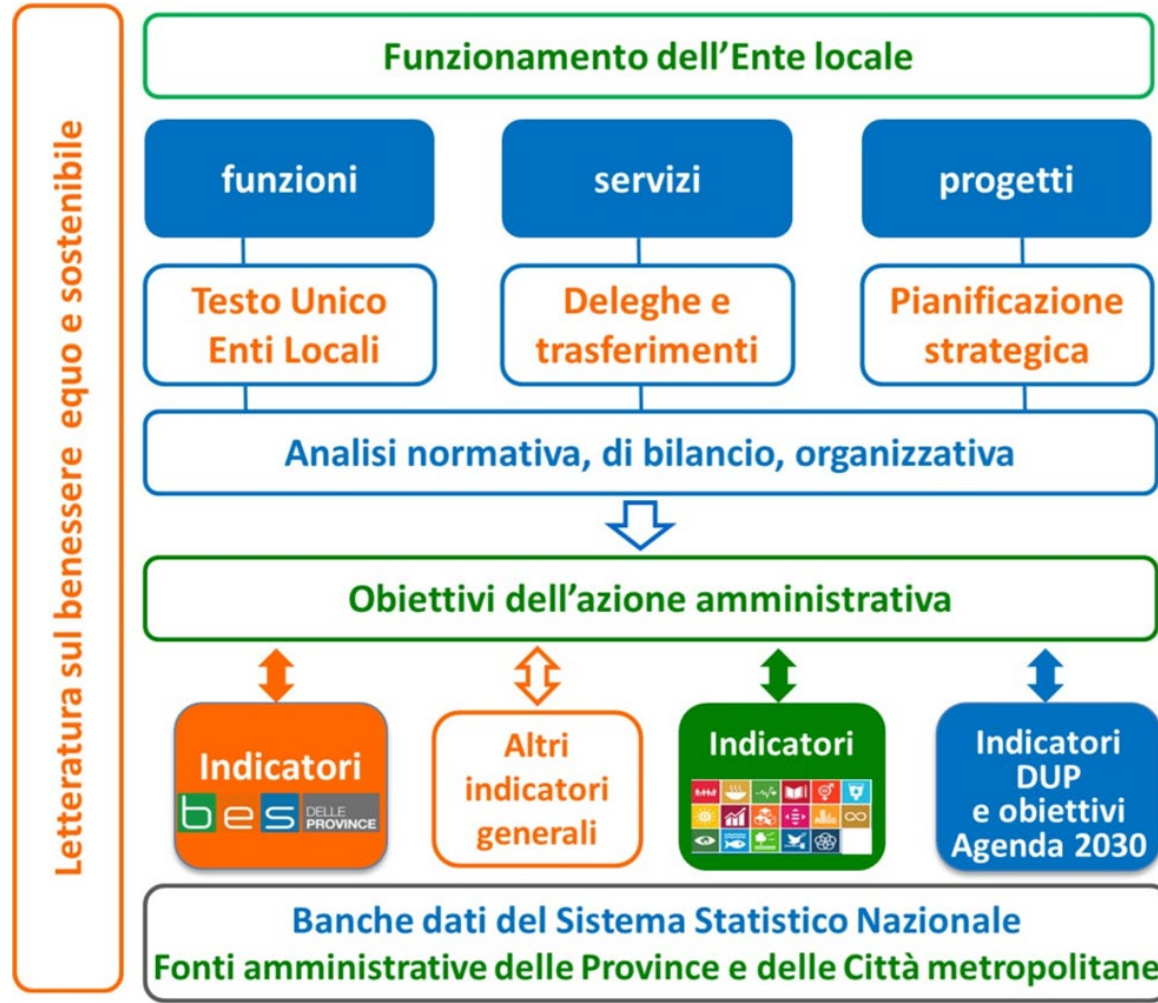 Letteratura sul benessere equo e sostenibile
Funzionamento dell'Ente locale
funzioni
servizi
progetti
Testo Unico
Enti Locali
Deleghe e
trasferimenti
Pianificazione
strategica
Analisi normativa, di bilancio, organizzativa
Obiettivi dell'azione amministrativa
Indicatori
bes DELLE
PROVINCE
Altri
indicatori
generali
Indicatori
Indicatori
DUP
e obiettivi
Agenda 2030
Banche dati del Sistema Statistico Nazionale
Fonti amministrative delle Province e delle Città metropolitane